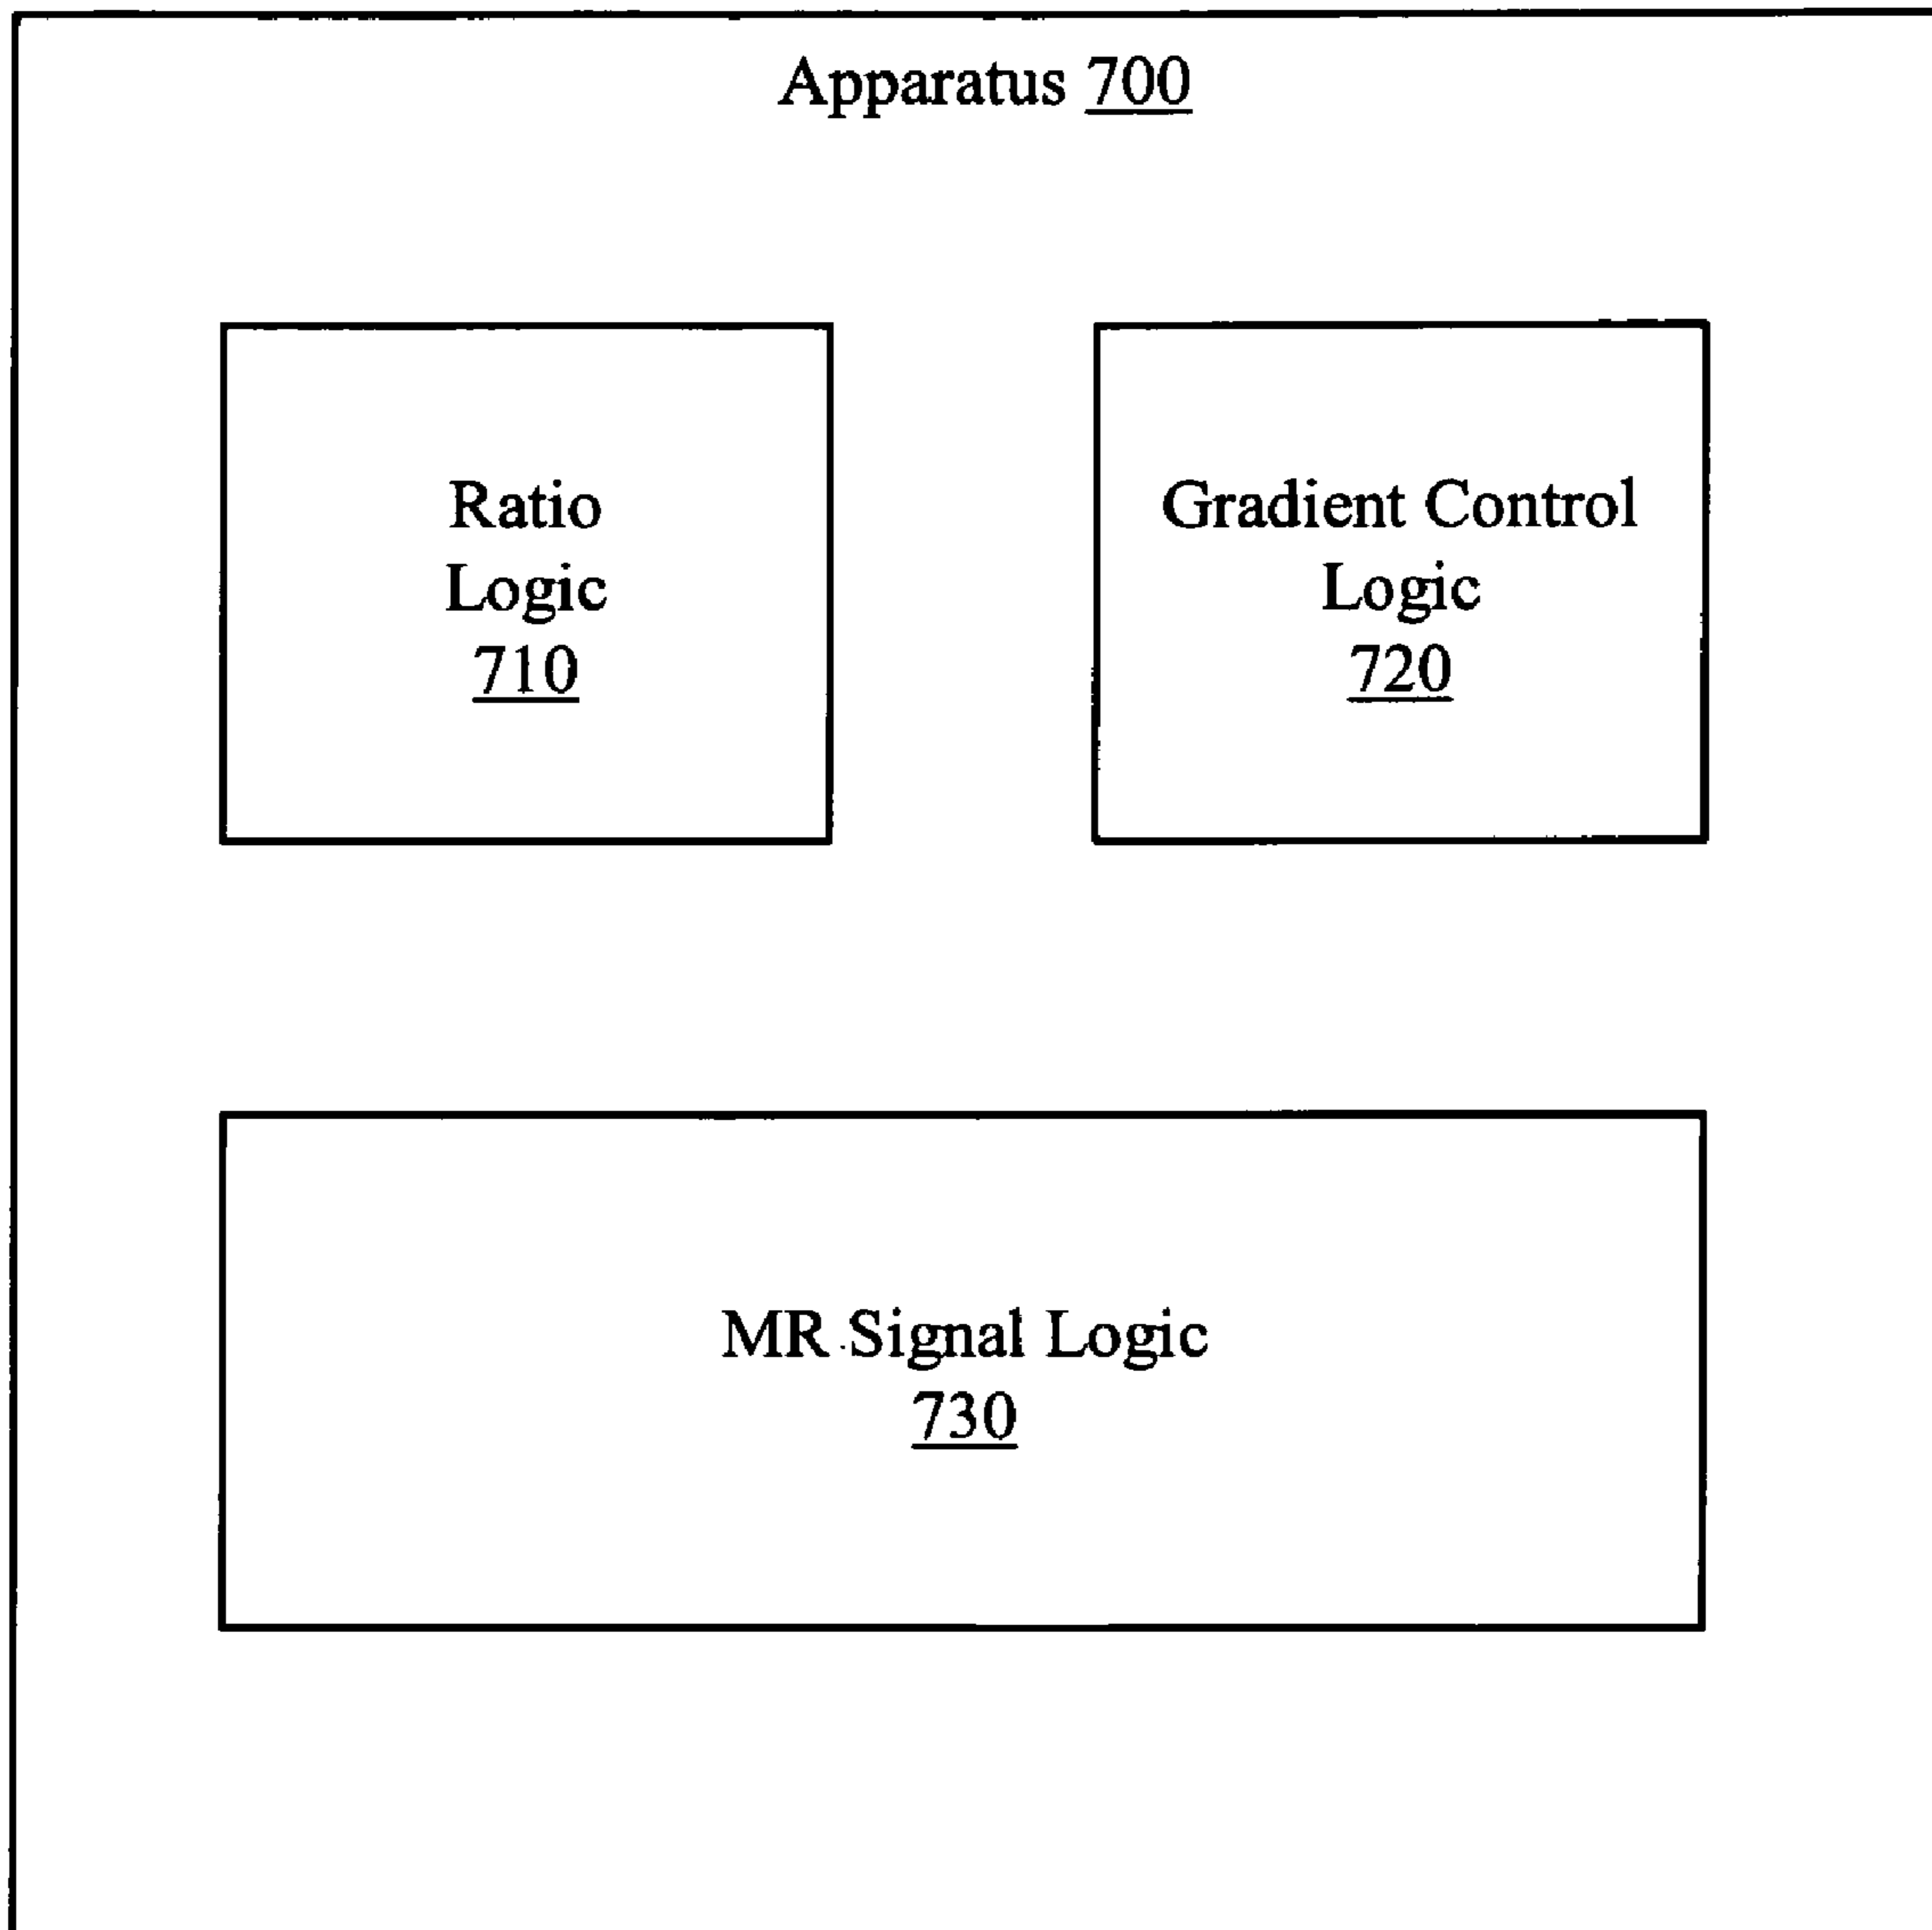 Apparatus 700
Ratio
Logic
710
Gradient Control
Logic
720
MR Signal Logic
730